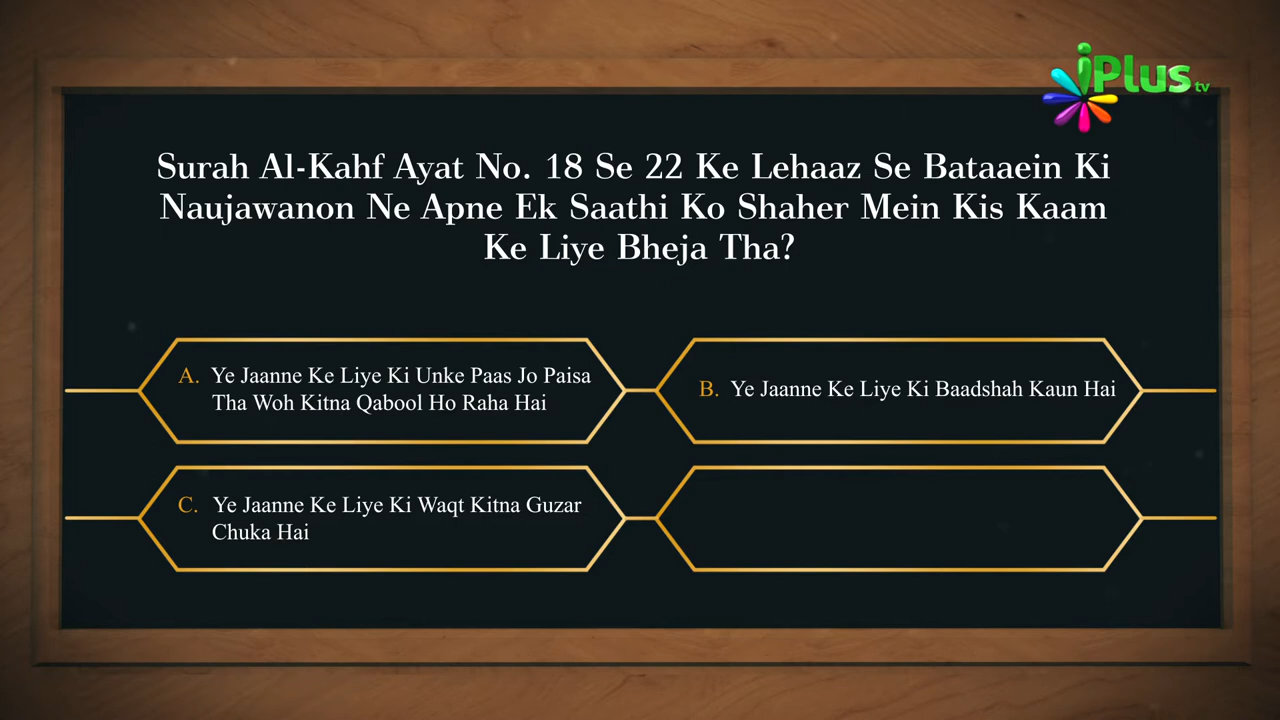 iPlus tv
Surah Al-Kahf Ayat No. 18 Se 22 Ke Lehaaz Se Bataaein Ki
Naujawanon Ne Apne Ek Saathi Ko Shaher Mein Kis Kaam
Ke Liye Bheja Tha?
A. Ye Jaanne Ke Liye Ki Unke Paas Jo Paisa
Tha Woh Kitna Qabool Ho Raha Hai
B. Ye Jaanne Ke Liye Ki Baadshah Kaun Hai
C. Ye Jaanne Ke Liye Ki Waqt Kitna Guzar
Chuka Hai